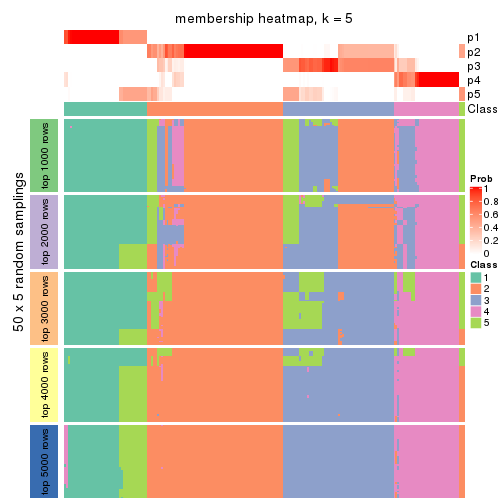 membership heatmap, k = 5
p1
p2
p3
p4
p5
Class
50 x 5 random samplings
top 1000 rows
top 2000 rows
top 3000 rows
top 4000 rows
top 5000 rows
Prob
1
0.8
0.6
0.4
0.2
0
Class
1
2
3
4
5